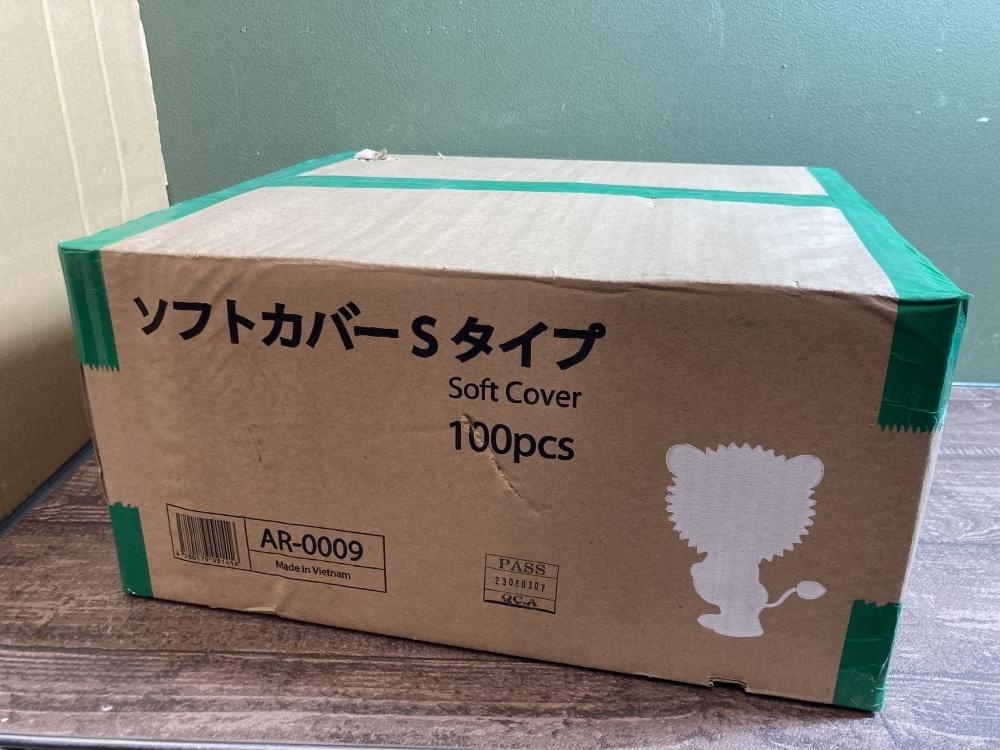 ソフトカバー S タイプ
Soft Cover
100pcs
AR-0009
Made in Vietnam
PASS
23060307
QC.A